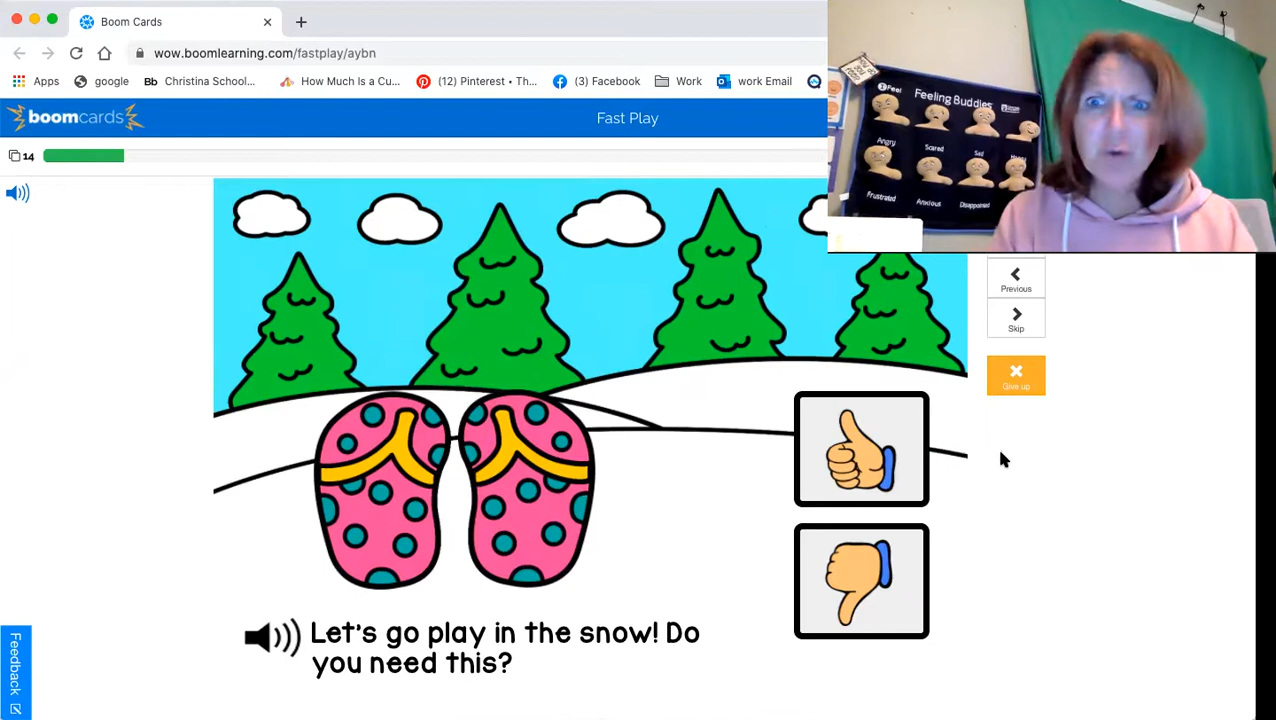 Boom Cards
wow.boomlearning.com/fastplay/aybn
Apps
google
Bb Christina School...
How Much Is a Cu...
(12) Pinterest • Th...
(3) Facebook
Work
work Email
boomcards
Fast Play
14
I Feel
Feeling Buddies
Angry
Scared
Sad
Happy
Frustrated
Anxious
Disappointed
Previous
Skip
Give up
Let's go play in the snow! Do
you need this?
Feedback